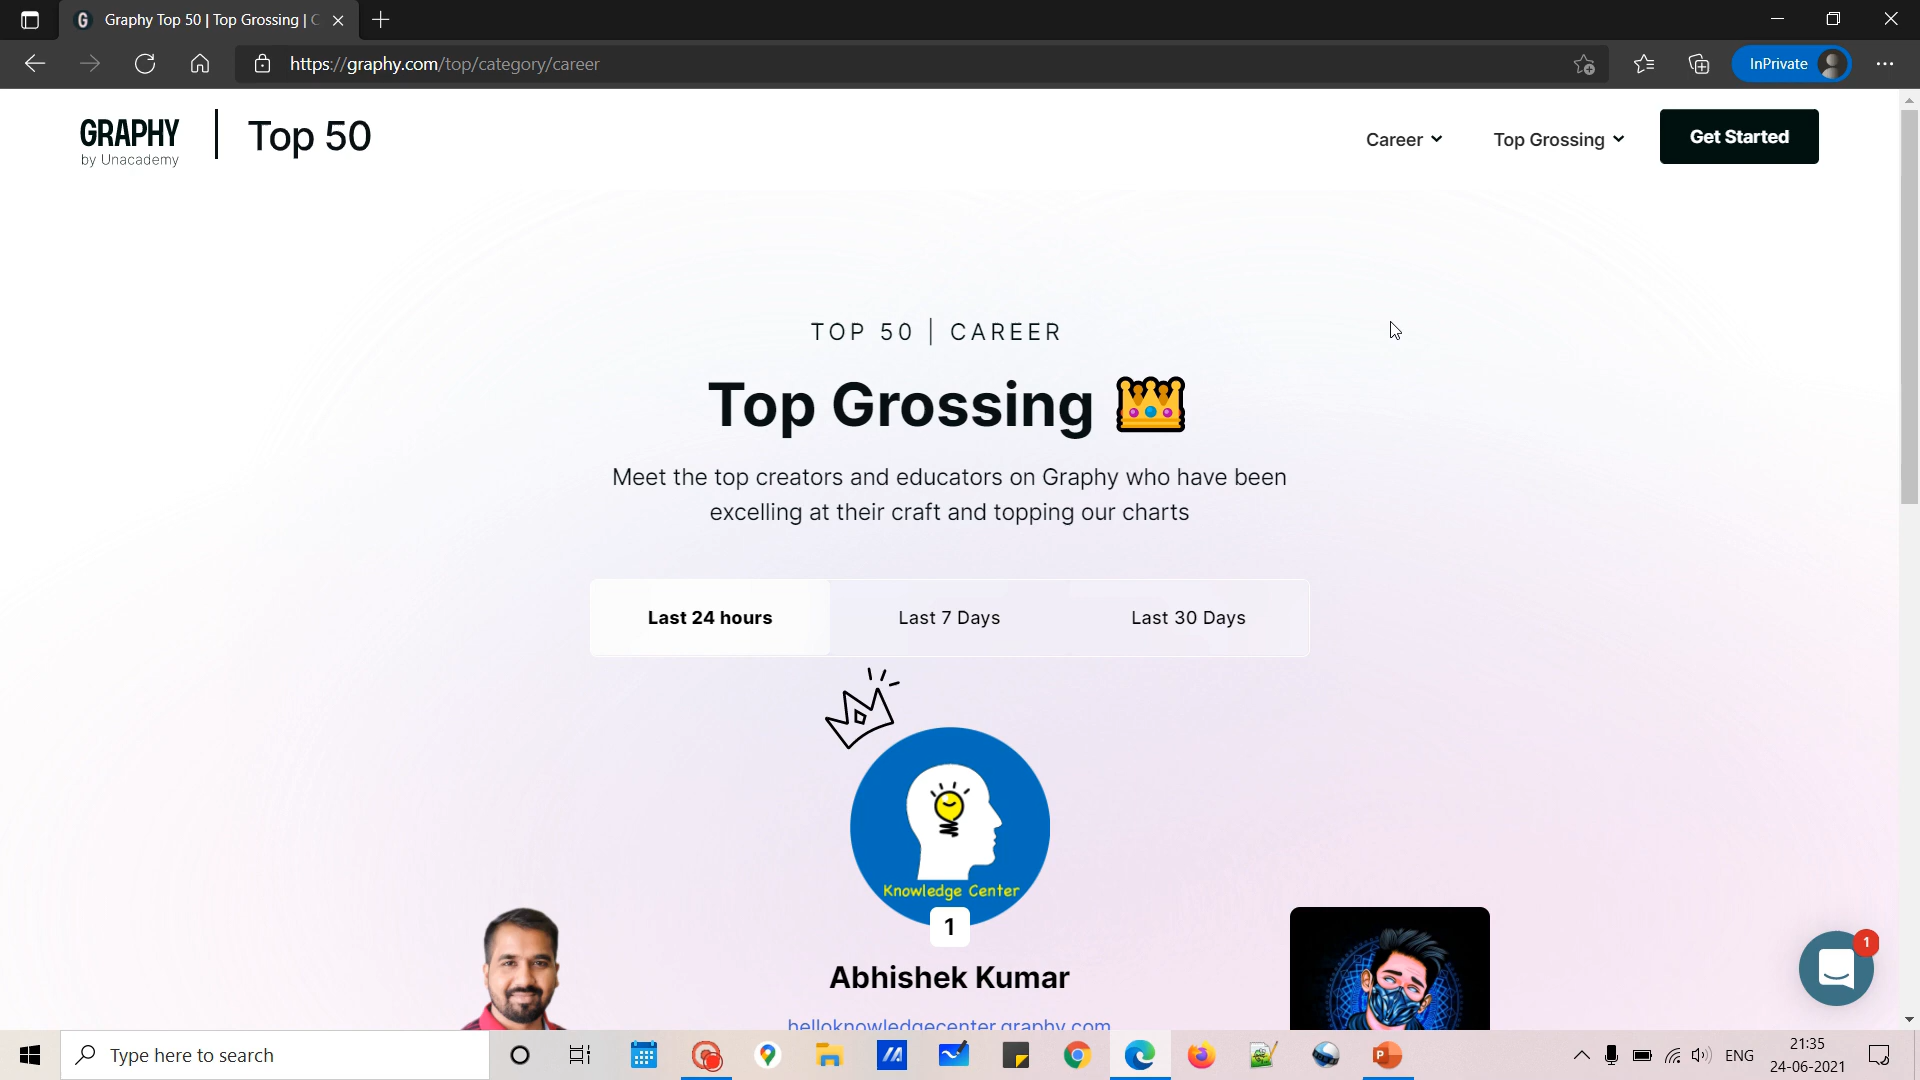 Graphy Top 50 | Top Grossing | C
https://graphy.com/top/category/career
InPrivate
GRAPHY
by Unacademy
Top 50
Career
Top Grossing
Get Started
TOP 50 | CAREER
Top Grossing
Meet the top creators and educators on Graphy who have been
excelling at their craft and topping our charts
Last 24 hours
Last 7 Days
Last 30 Days
Knowledge Center
1
Abhishek Kumar
helloknowledgecenter.graphy.com
1
Type here to search
ENG
21:35
24-06-2021